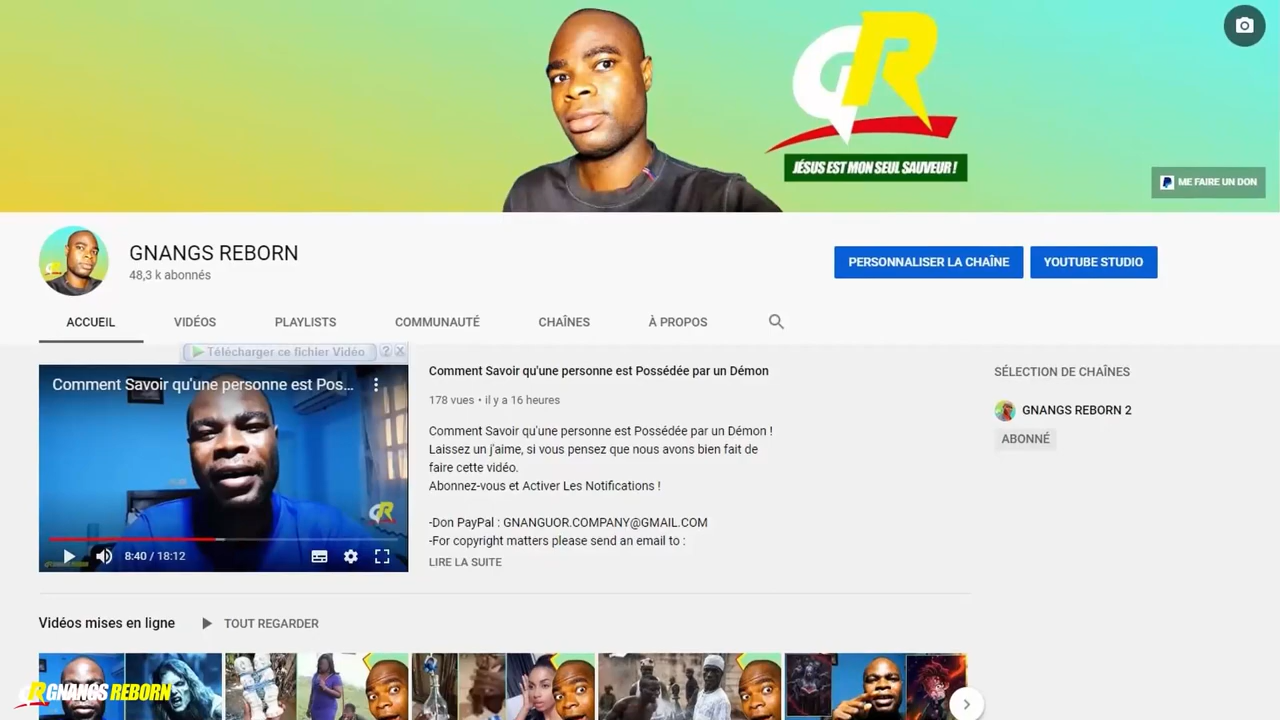 GR
JÉSUS EST MON SEUL SAUVEUR !
ME FAIRE UN DON
GNANGS REBORN
48,3 k abonnés
PERSONNALISER LA CHAÎNE
YOUTUBE STUDIO
ACCUEIL
VIDÉOS
PLAYLISTS
COMMUNAUTÉ
CHAÎNES
À PROPOS
Télécharger ce fichier Vidéo
? X
Comment Savoir qu'une personne est Pos...
GR
8:40 / 18:12
Comment Savoir qu'une personne est Possédée par un Démon
178 vues • il y a 16 heures
Comment Savoir qu'une personne est Possédée par un Démon !
Laissez un j'aime, si vous pensez que nous avons bien fait de
faire cette vidéo.
Abonnez-vous et Activer Les Notifications !
-Don PayPal : GNANGUOR.COMPANY@GMAIL.COM
-For copyright matters please send an email to :
LIRE LA SUITE
SÉLECTION DE CHAÎNES
GNANGS REBORN 2
ABONNÉ
Vidéos mises en ligne
TOUT REGARDER
GR GNANGS REBORN